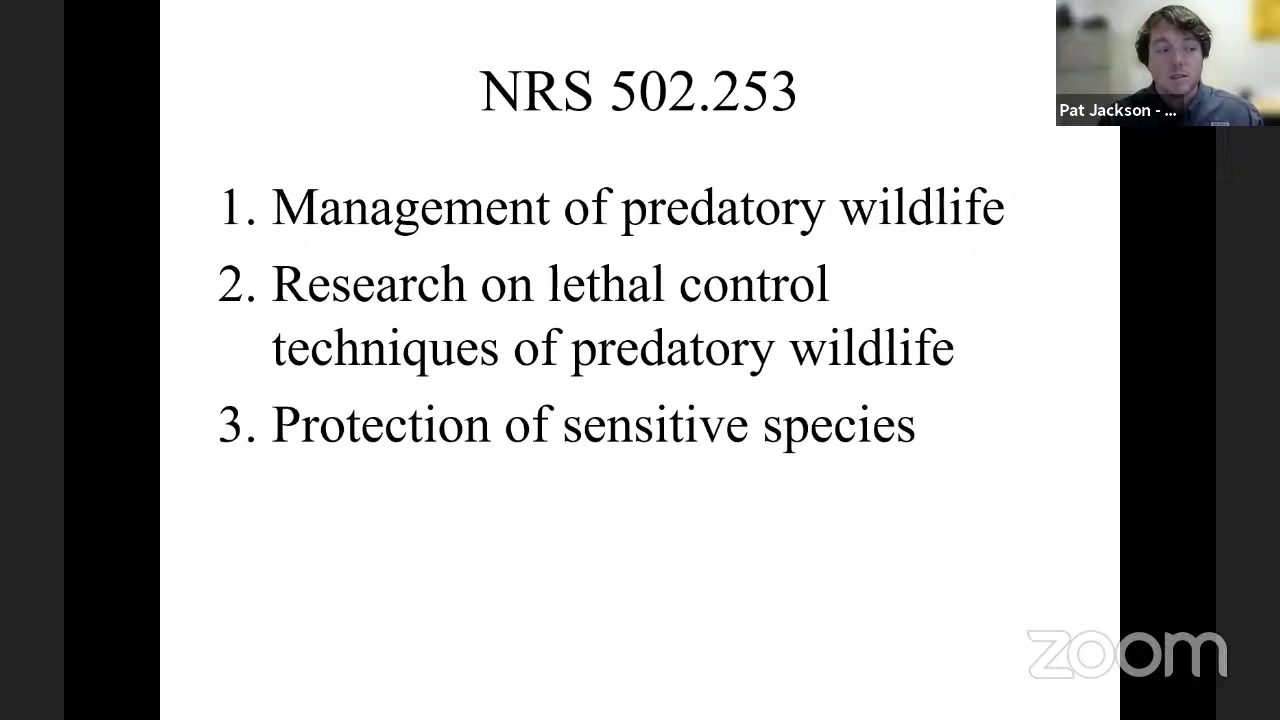 NRS 502.253
Pat Jackson - ...
1. Management of predatory wildlife
2. Research on lethal control
techniques of predatory wildlife
3. Protection of sensitive species
zoom